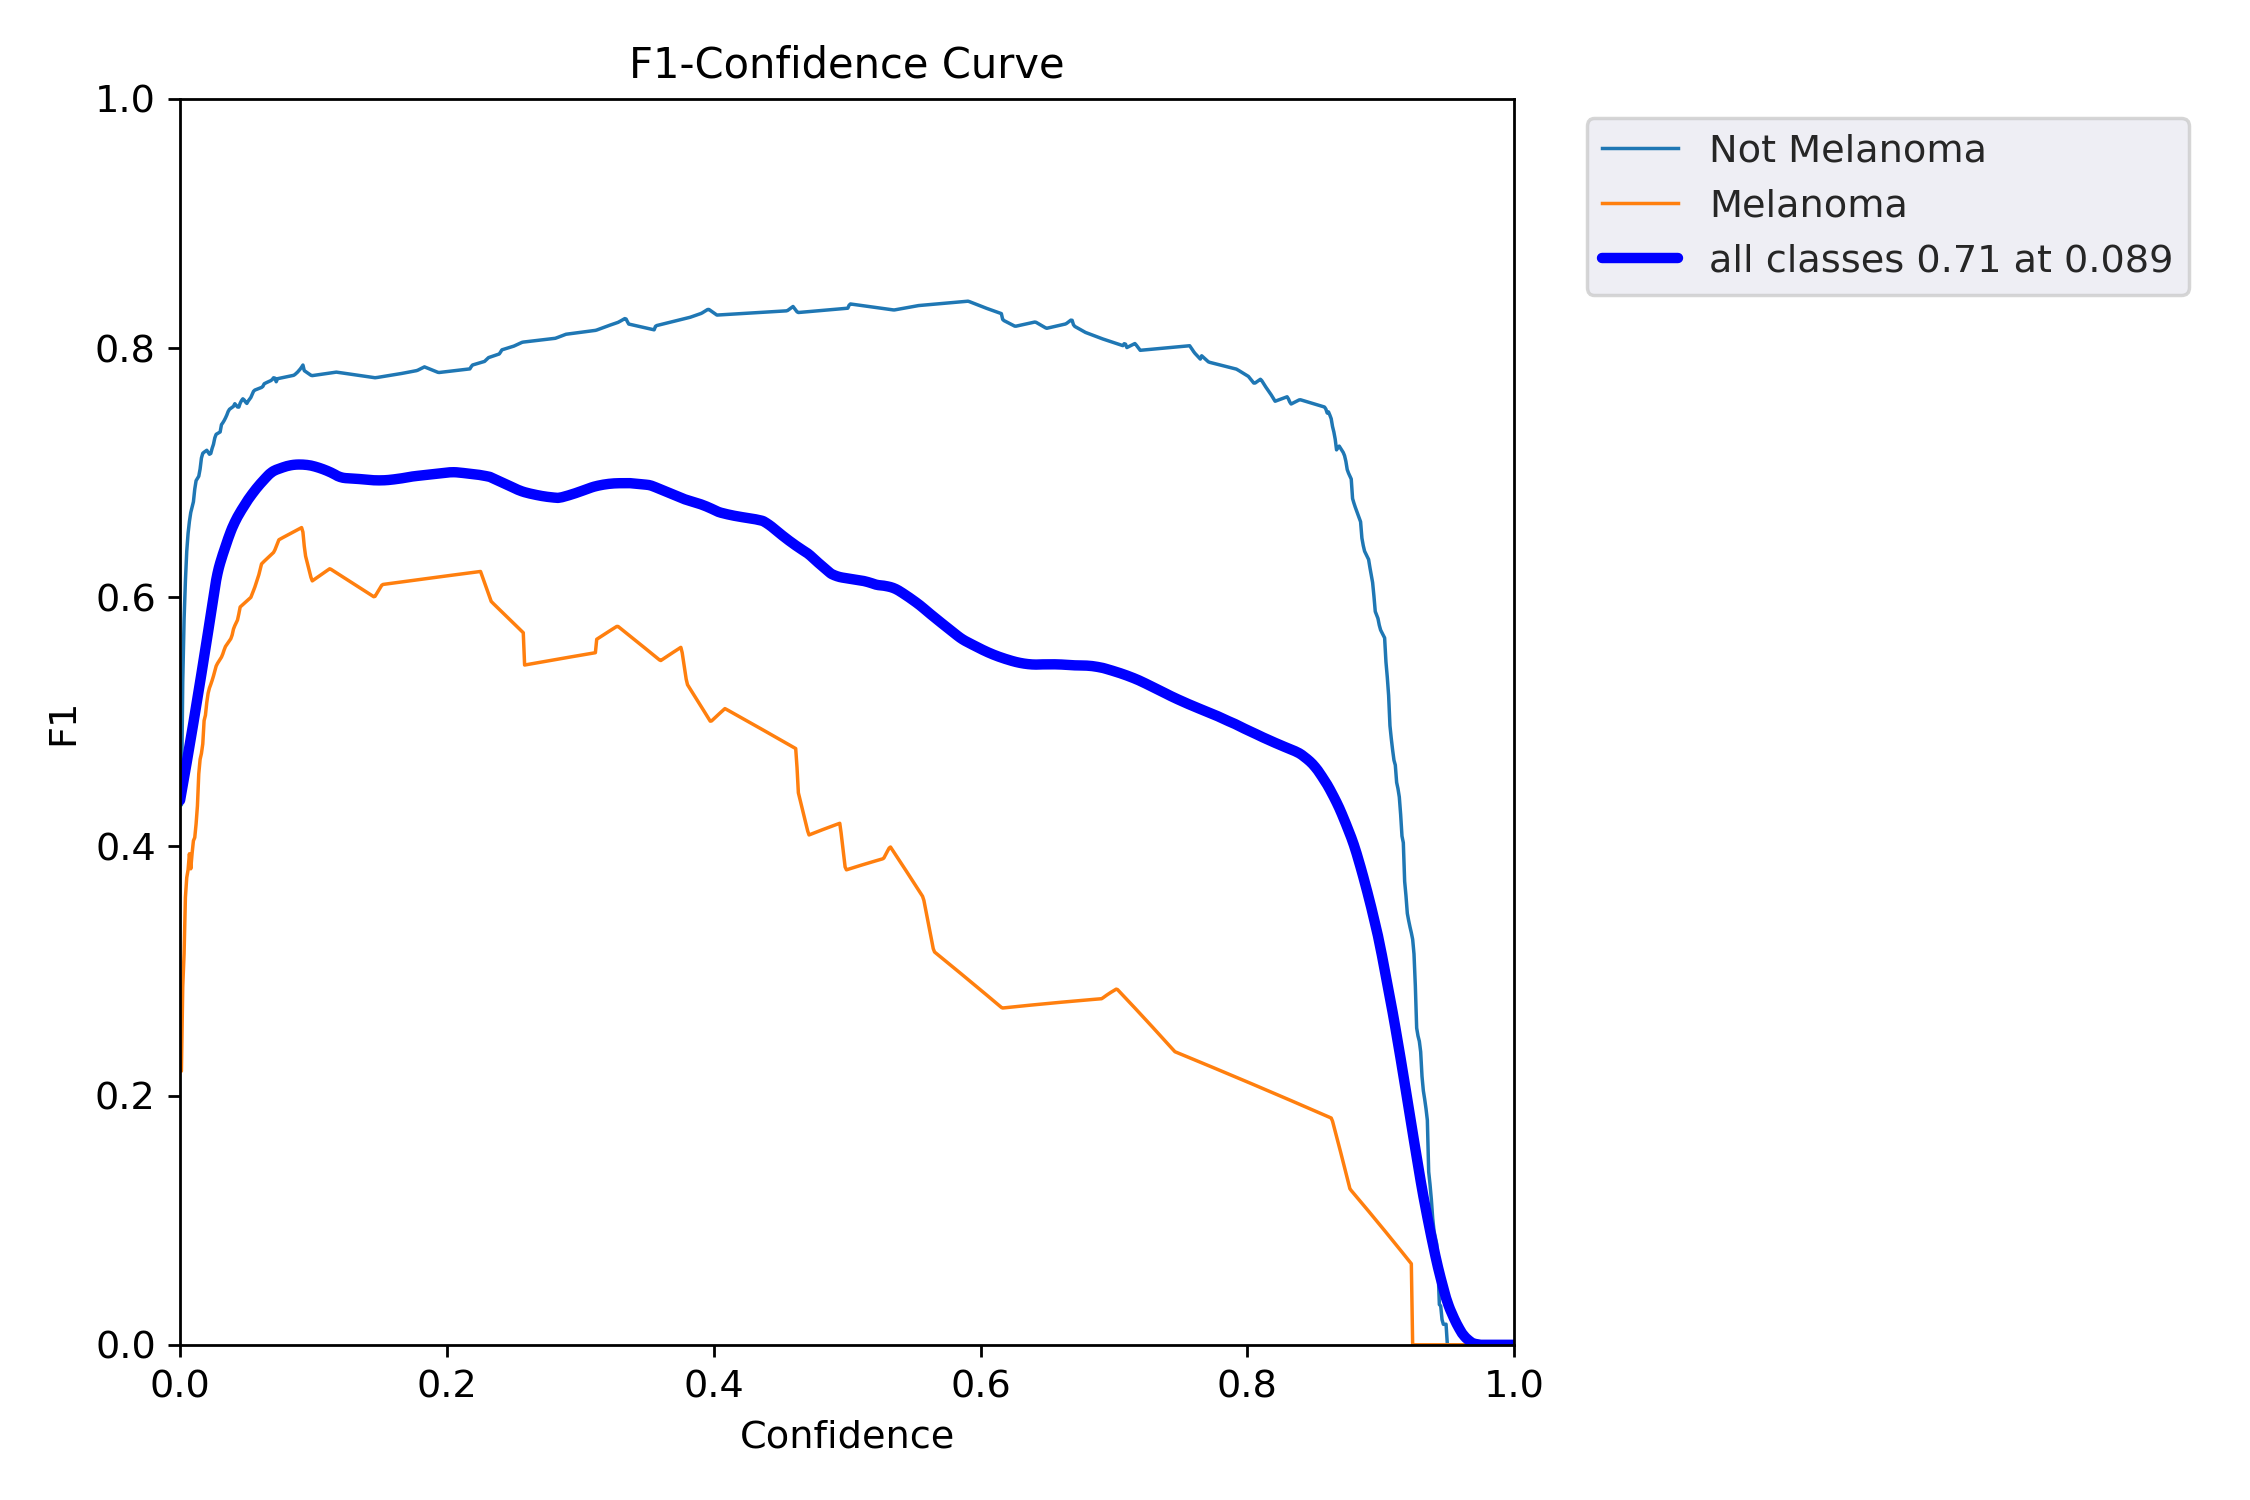 F1-Confidence Curve
1.0
0.8
0.6
0.4
0.2
0.0
F1
0.0 0.2 0.4 0.6 0.8 1.0
Confidence
Not Melanoma
Melanoma
all classes 0.71 at 0.089